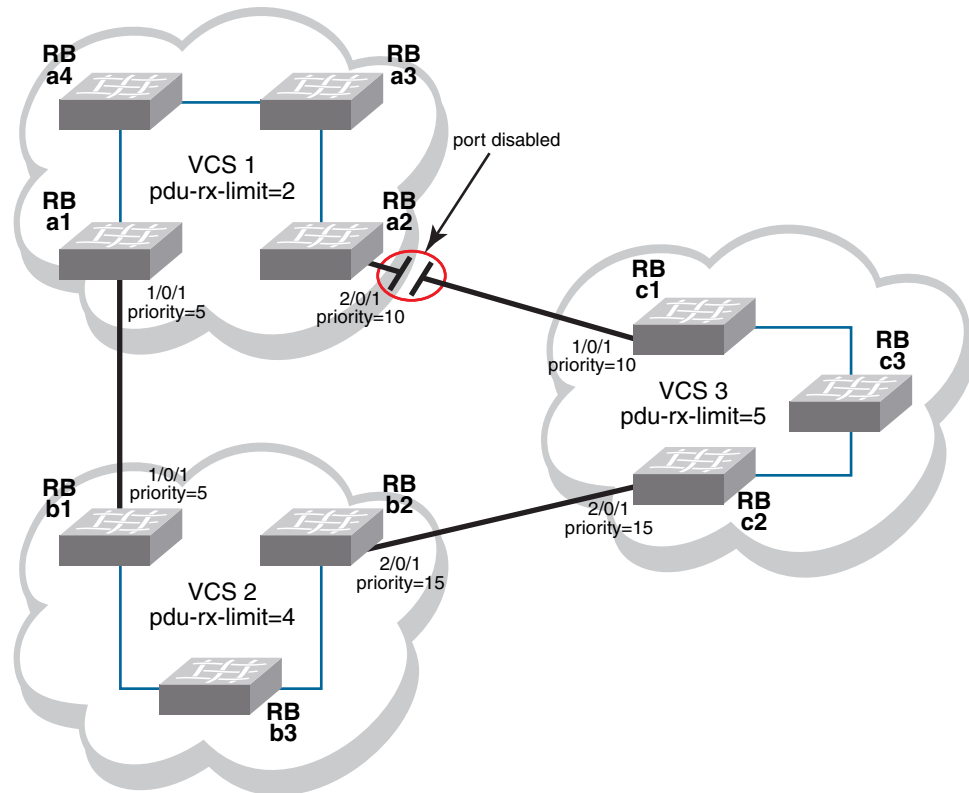 RB
a4
RB
a3
port disabled
VCS 1
pdu-rx-limit=2
RB
a1
RB
a2
1/0/1
priority=5
2/0/1
priority=10
RB
c1
1/0/1
priority=10
RB
c3
VCS 3
pdu-rx-limit=5
1/0/1
priority=5
RB
b1
RB
b2
2/0/1
priority=15
RB
c2
2/0/1
priority=15
VCS 2
pdu-rx-limit=4
RB
b3